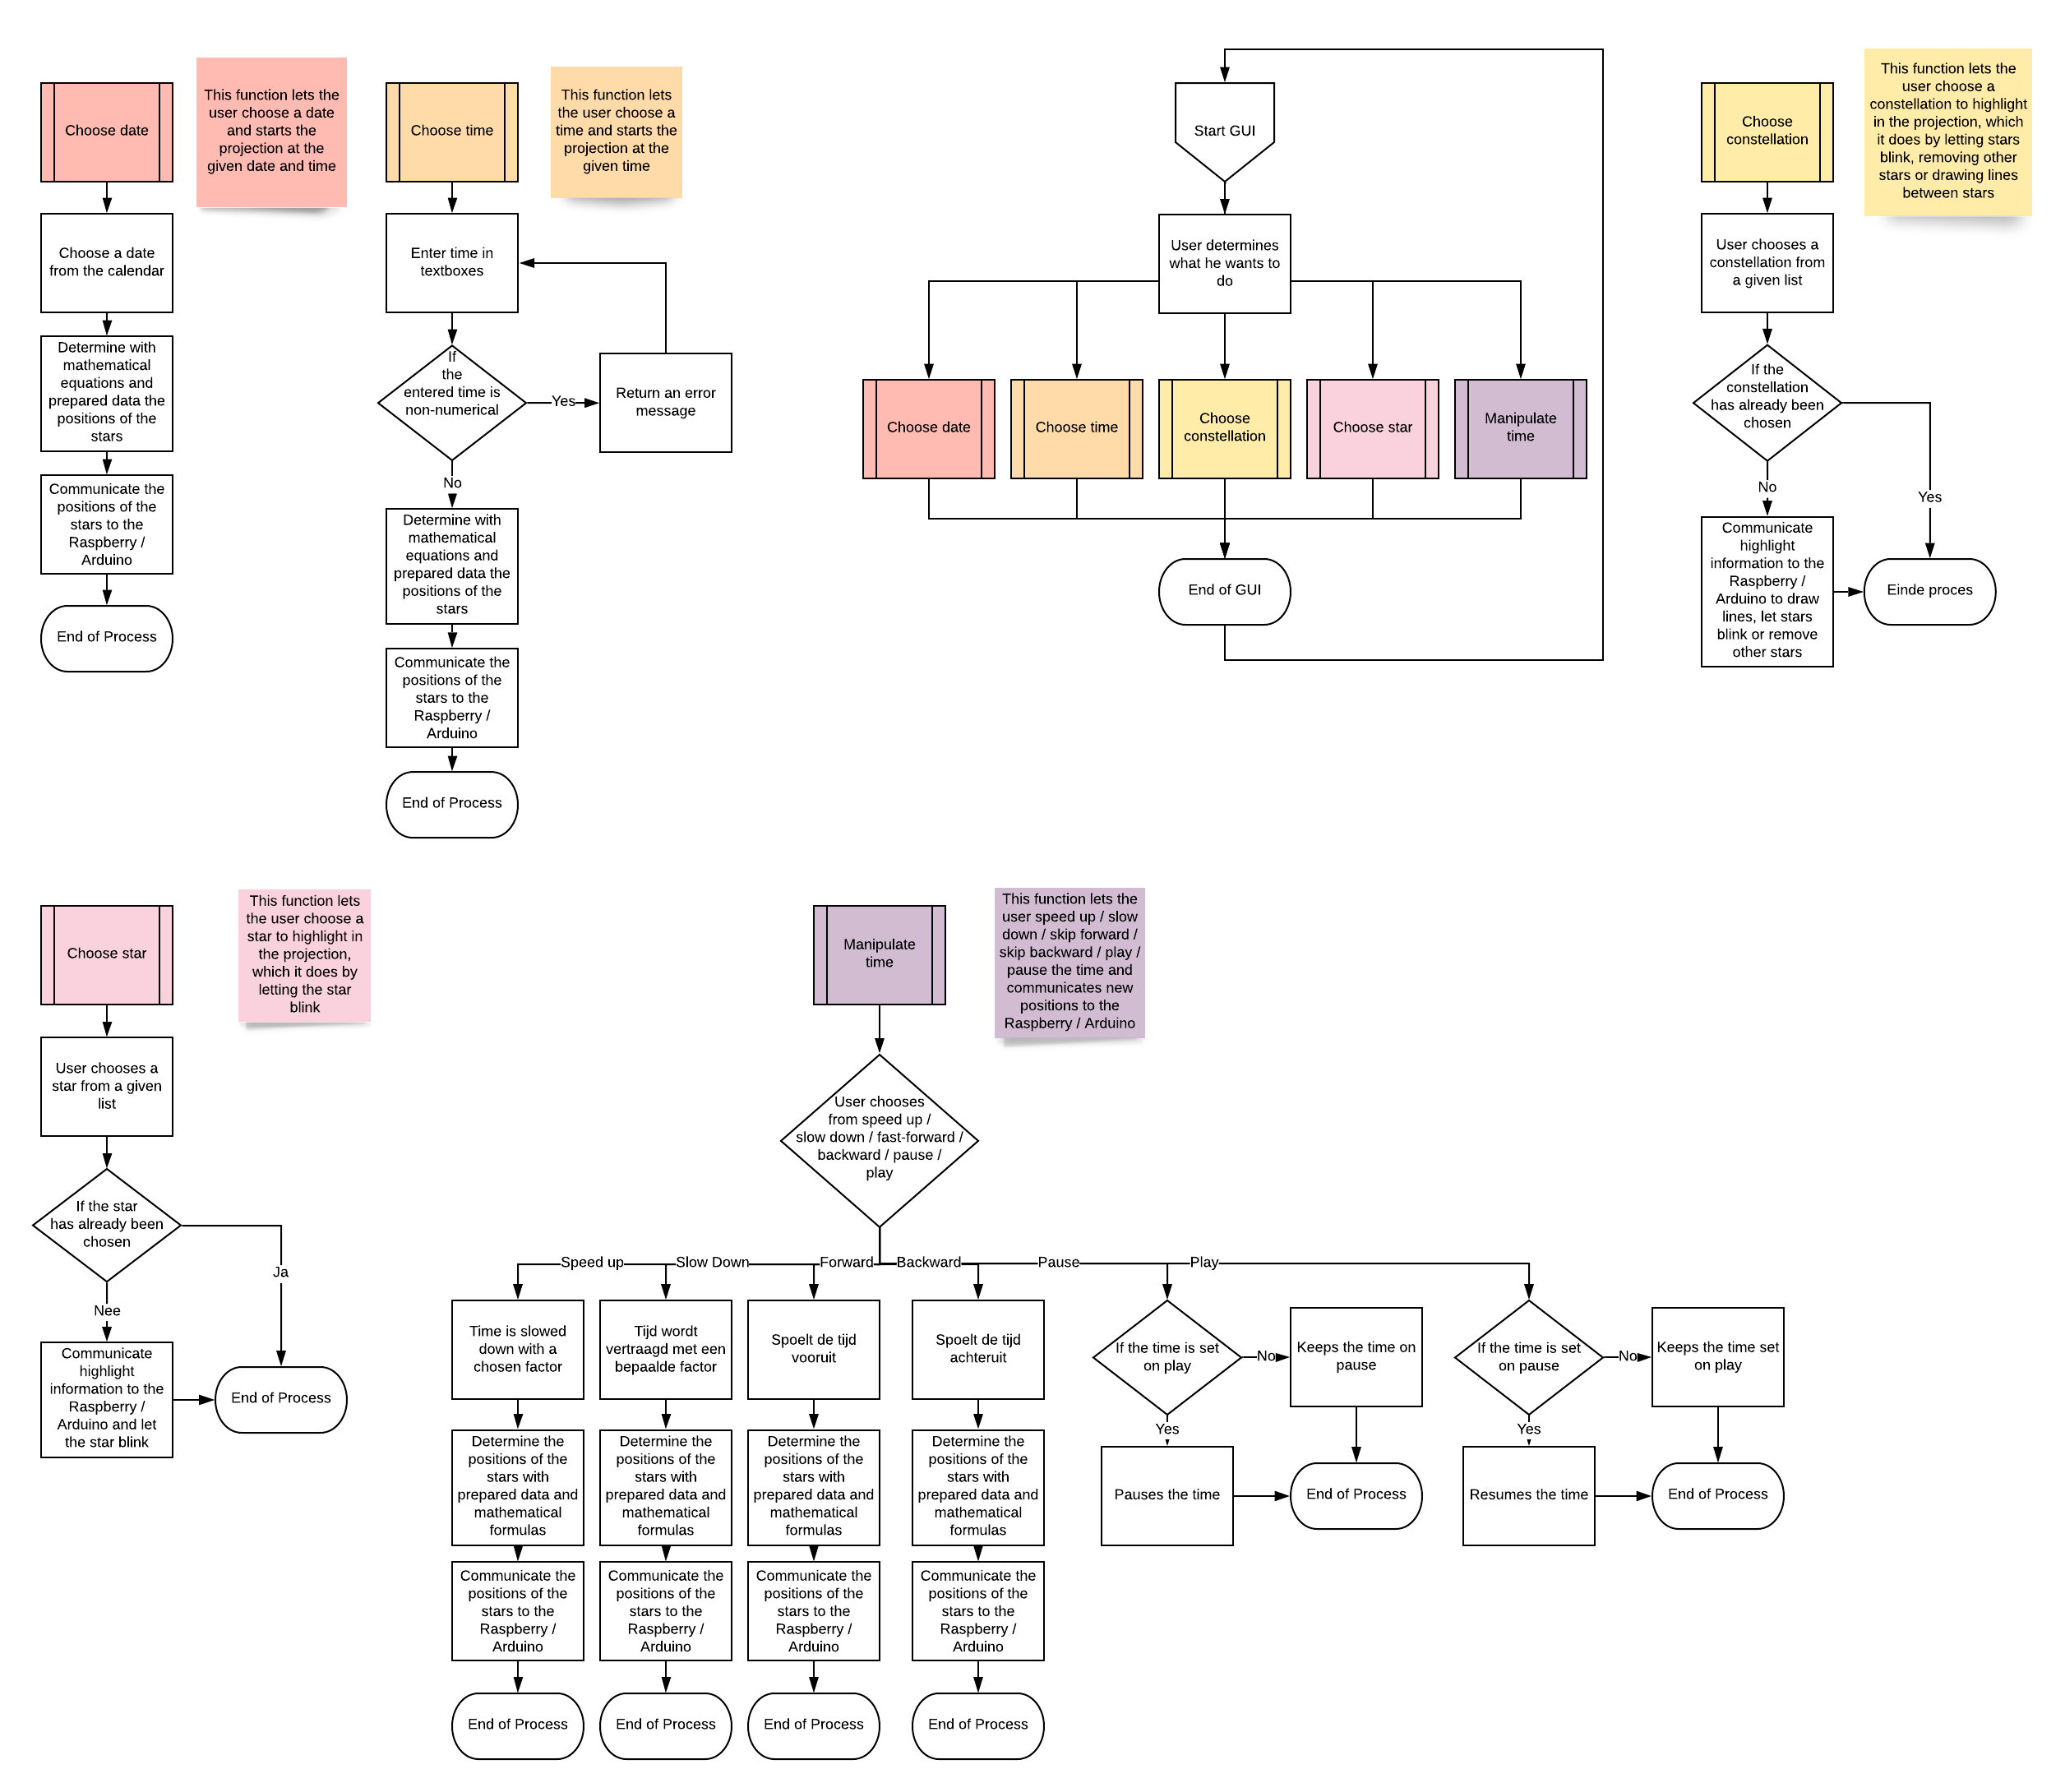 Choose date
This function lets the
user choose a date
and starts the
projection at the
given date and time
Choose a date
from the calendar
Determine with
mathematical
equations and
prepared data the
positions of the
stars
Communicate the
positions of the
stars to the
Raspberry /
Arduino
End of Process
Choose time
This function lets
the user choose a
time and starts the
projection at the
given time
Enter time in
textboxes
If
the
entered time is
non-numerical
Yes
Return an error
message
No
Determine with
mathematical
equations and
prepared data the
positions of the
stars
Communicate the
positions of the
stars to the
Raspberry /
Arduino
End of Process
Start GUI
User determines
what he wants to
do
Choose date
Choose time
Choose
constellation
Choose star
Manipulate
time
End of GUI
Choose
constellation
This function lets the
user choose a
constellation to highlight
in the projection, which
it does by letting stars
blink, removing other
stars or drawing lines
between stars
User chooses a
constellation from
a given list
If the
constellation
has already been
chosen
No
Yes
Communicate
highlight
information to the
Raspberry /
Arduino to draw
lines, let stars
blink or remove
other stars
Einde proces
Choose star
This function lets
the user choose a
star to highlight in
the projection,
which it does by
letting the star
blink
User chooses a
star from a given
list
If the star
has already been
chosen
Ja
Nee
Communicate
highlight
information to the
Raspberry /
Arduino and let
the star blink
End of Process
Manipulate
time
This function lets the
user speed up / slow
down / skip forward /
skip backward / play /
pause the time and
communicates new
positions to the
Raspberry / Arduino
User chooses
from speed up /
slow down / fast-forward /
backward / pause /
play
Speed up
Slow Down
Forward
Backward
Pause
Play
Time is slowed
down with a
chosen factor
Determine the
positions of the
stars with
prepared data and
mathematical
formulas
Communicate the
positions of the
stars to the
Raspberry /
Arduino
End of Process
Tijd wordt
vertraagd met een
bepaalde factor
Determine the
positions of the
stars with
prepared data and
mathematical
formulas
Communicate the
positions of the
stars to the
Raspberry /
Arduino
End of Process
Spoelt de tijd
vooruit
Determine the
positions of the
stars with
prepared data and
mathematical
formulas
Communicate the
positions of the
stars to the
Raspberry /
Arduino
End of Process
Spoelt de tijd
achteruit
Determine the
positions of the
stars with
prepared data and
mathematical
formulas
Communicate the
positions of the
stars to the
Raspberry /
Arduino
End of Process
If the time is set
on play
No
Keeps the time on
pause
Yes
Pauses the time
End of Process
If the time is set
on pause
No
Keeps the time set
on play
Yes
Resumes the time
End of Process